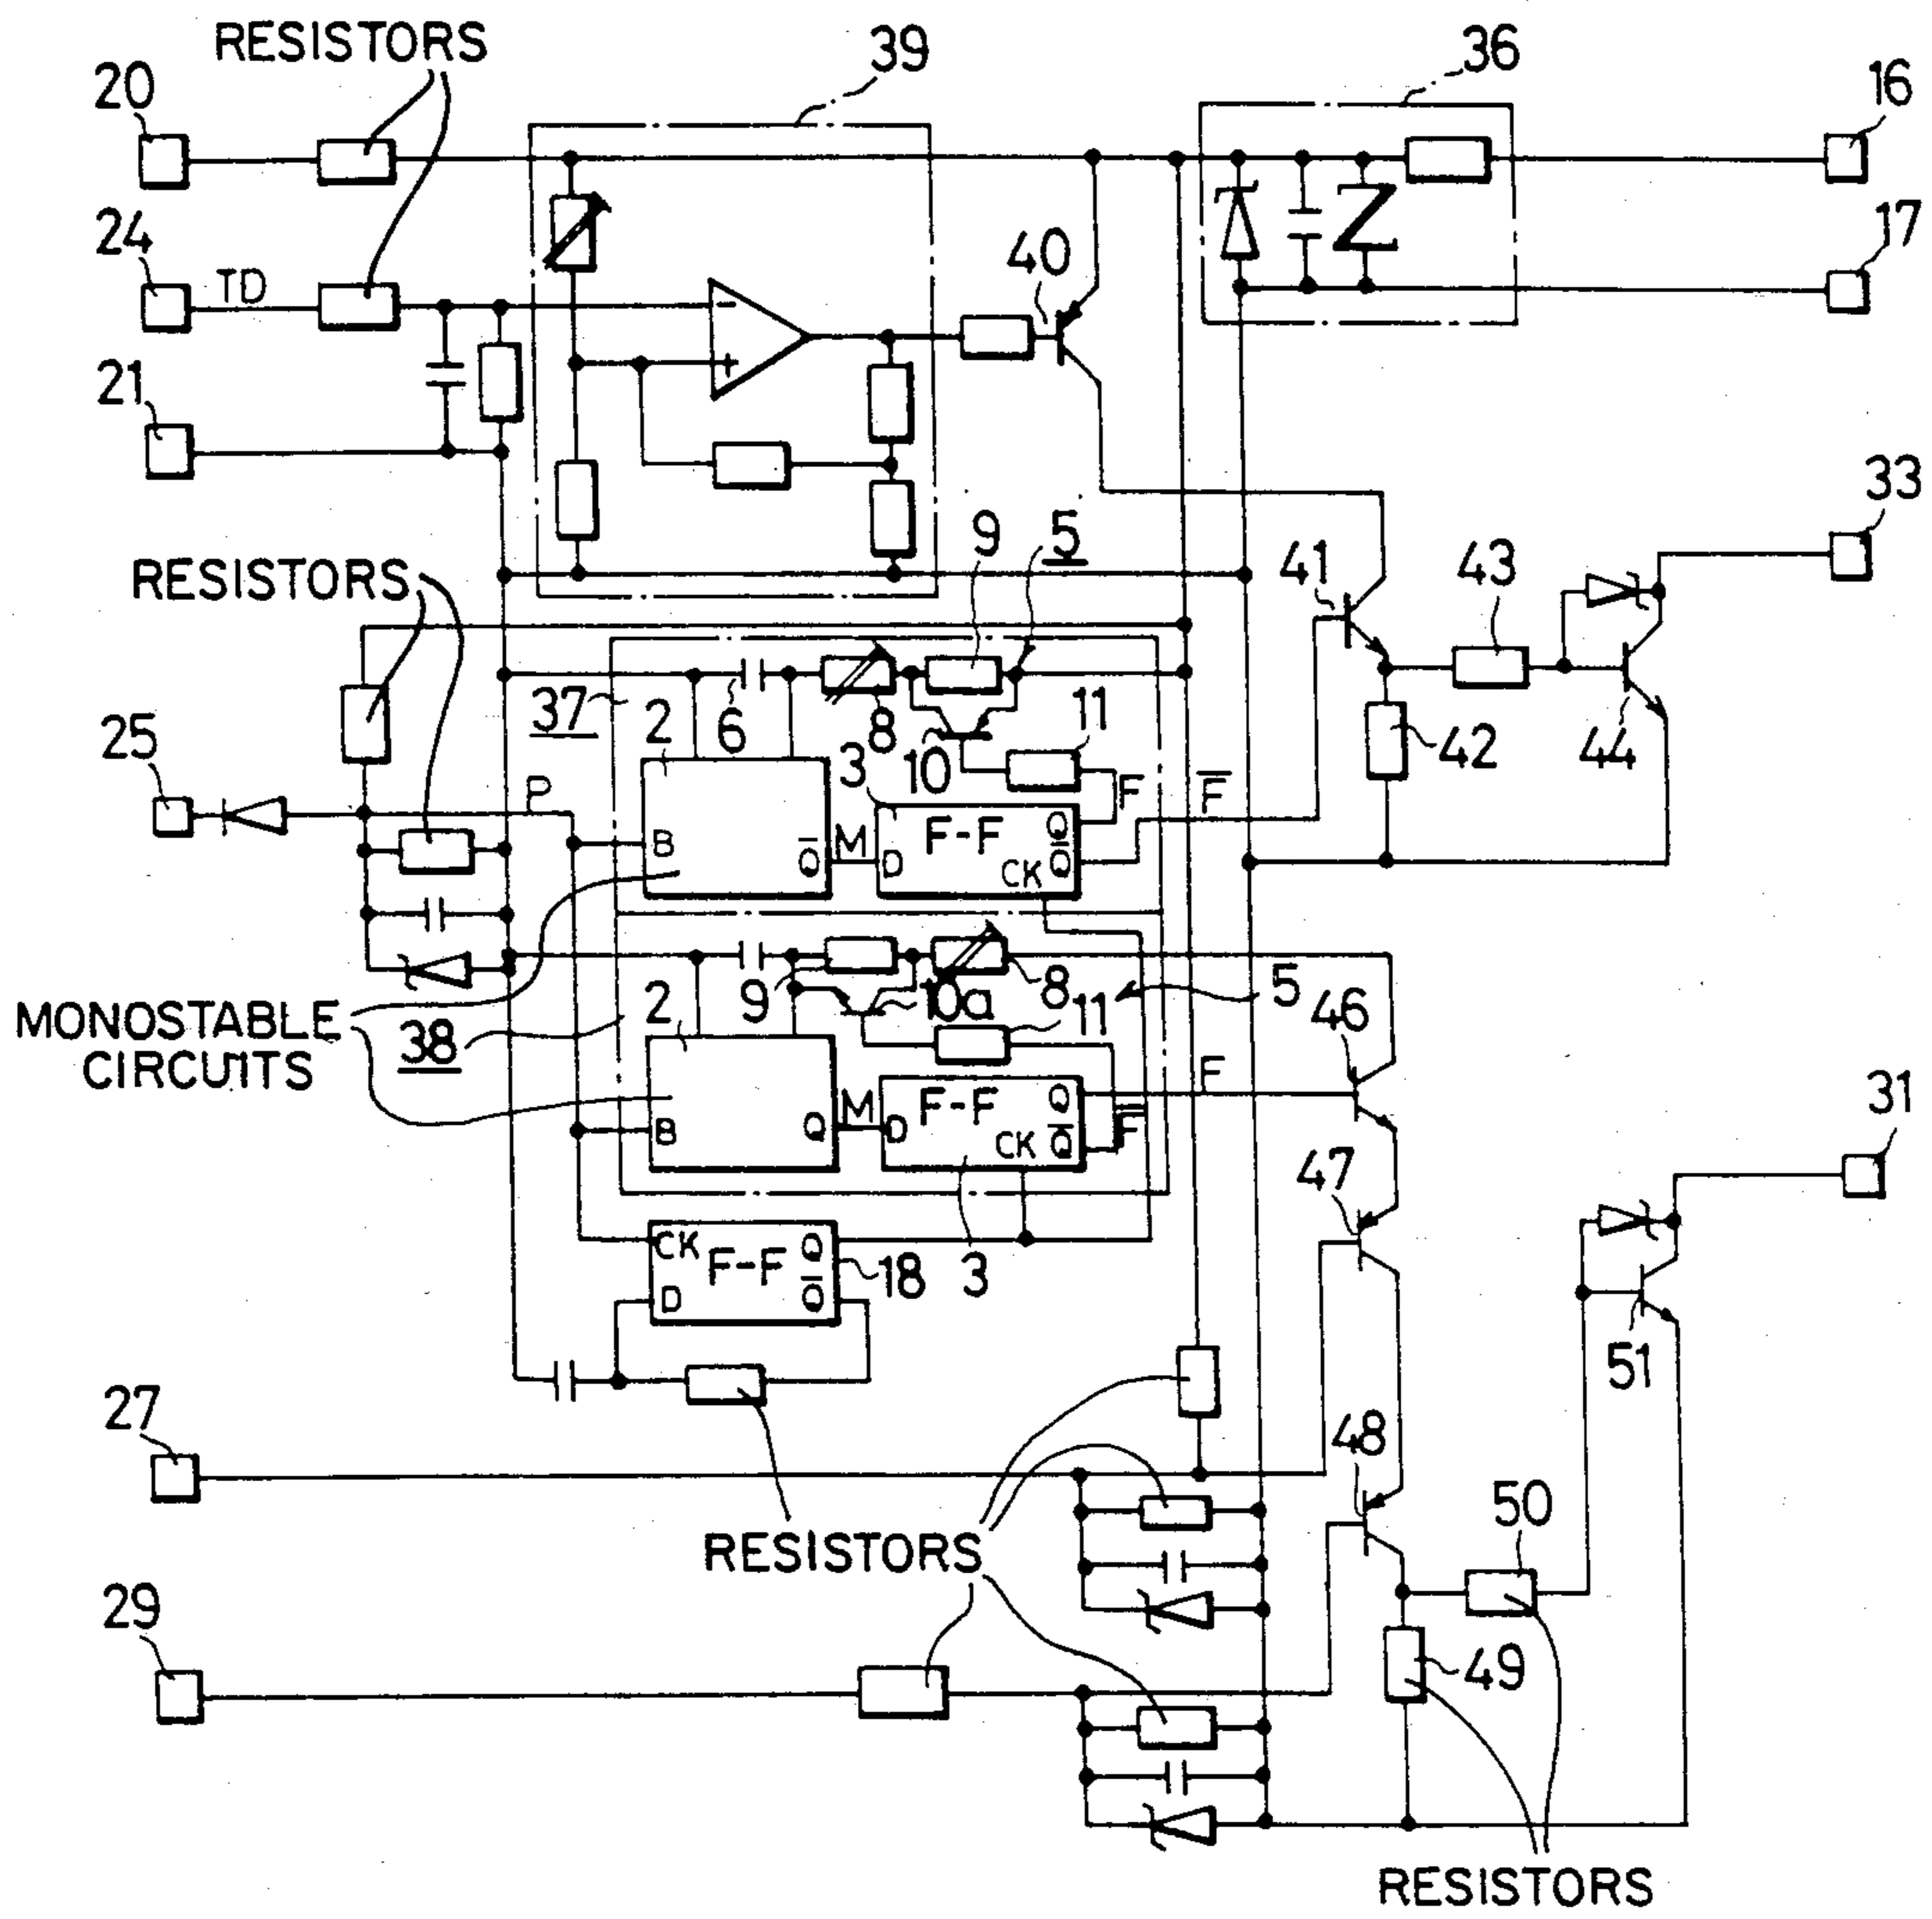 RESISTORS
39
36
20
16
24
TD
40
17
21
33
RESISTORS
9
5
41
43
37
6
8
11
2
3
10
42
44
25
P
F
F̅
B
Q̅
M
D
F-F
Q
Q̅
CK
MONOSTABLE
CIRCUITS
38
2
9
10a
8
11
5
46
F
B
Q
M
D
F-F
Q
Q̅
CK
F̅
31
47
CK
F-F
Q
D
Q̅
18
3
51
27
48
RESISTORS
50
29
49
RESISTORS